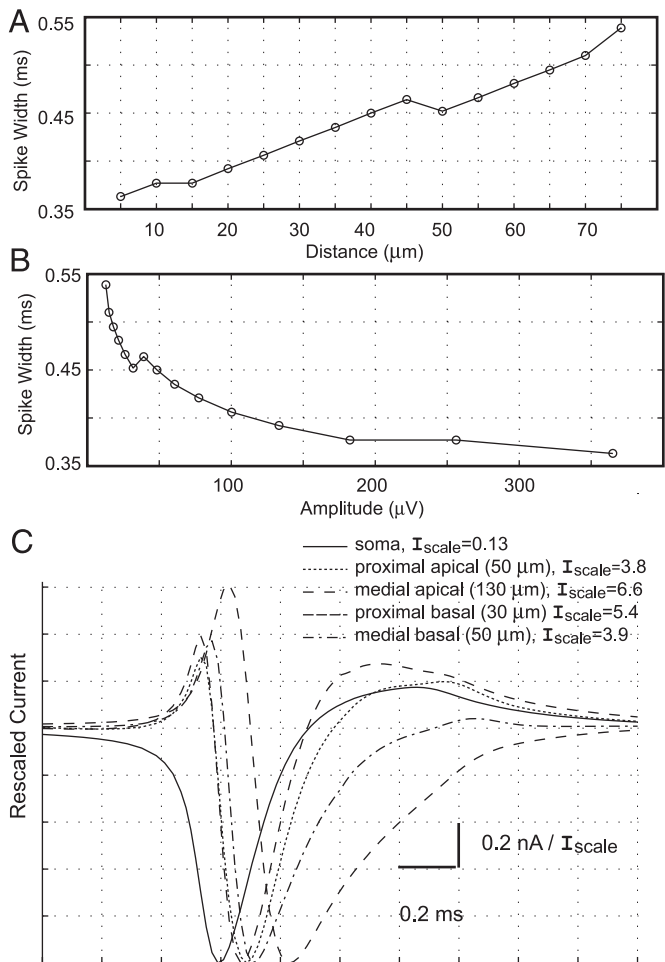 A
0.55
0.45
0.35
Spike Width (ms)
10 20 30 40 50 60 70
Distance (μm)
B
0.55
0.45
0.35
Spike Width (ms)
100 200 300
Amplitude (μV)
C
soma, Iscale=0.13
proximal apical (50 μm), Iscale=3.8
medial apical (130 μm), Iscale=6.6
proximal basal (30 μm) Iscale=5.4
medial basal (50 μm), Iscale=3.9
Rescaled Current
0.2 nA / Iscale
0.2 ms